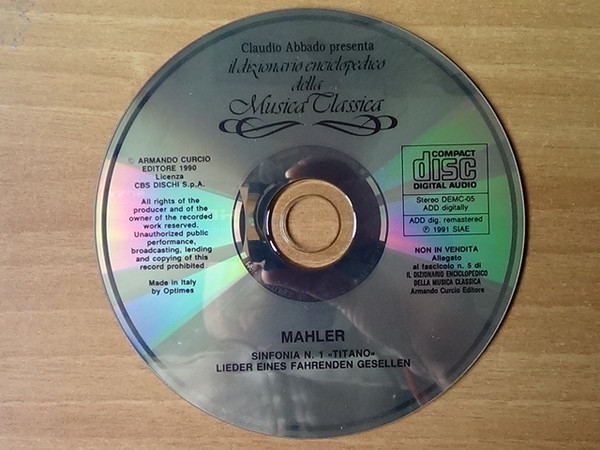 Claudio Abbado presenta
il dizionario enciclopedico
della
Musica Classica
© ARMANDO CURCIO
EDITORE 1990
Licenza
CBS DISCHI S.p.A.
All rights of the
producer and of the
owner of the recorded
work reserved.
Unauthorized public
performance,
broadcasting, lending
and copying of this
record prohibited
Made in Italy
by Optimes
COMPACT
disc
DIGITAL AUDIO
Stereo DEMC-05
ADD digitally
ADD dig. remastered
℗ 1991 SIAE
NON IN VENDITA
Allegato
al fascicolo n. 5 di
IL DIZIONARIO ENCICLOPEDICO
DELLA MUSICA CLASSICA
Armando Curcio Editore
MAHLER
SINFONIA N. 1 «TITANO»
LIEDER EINES FAHRENDEN GESELLEN